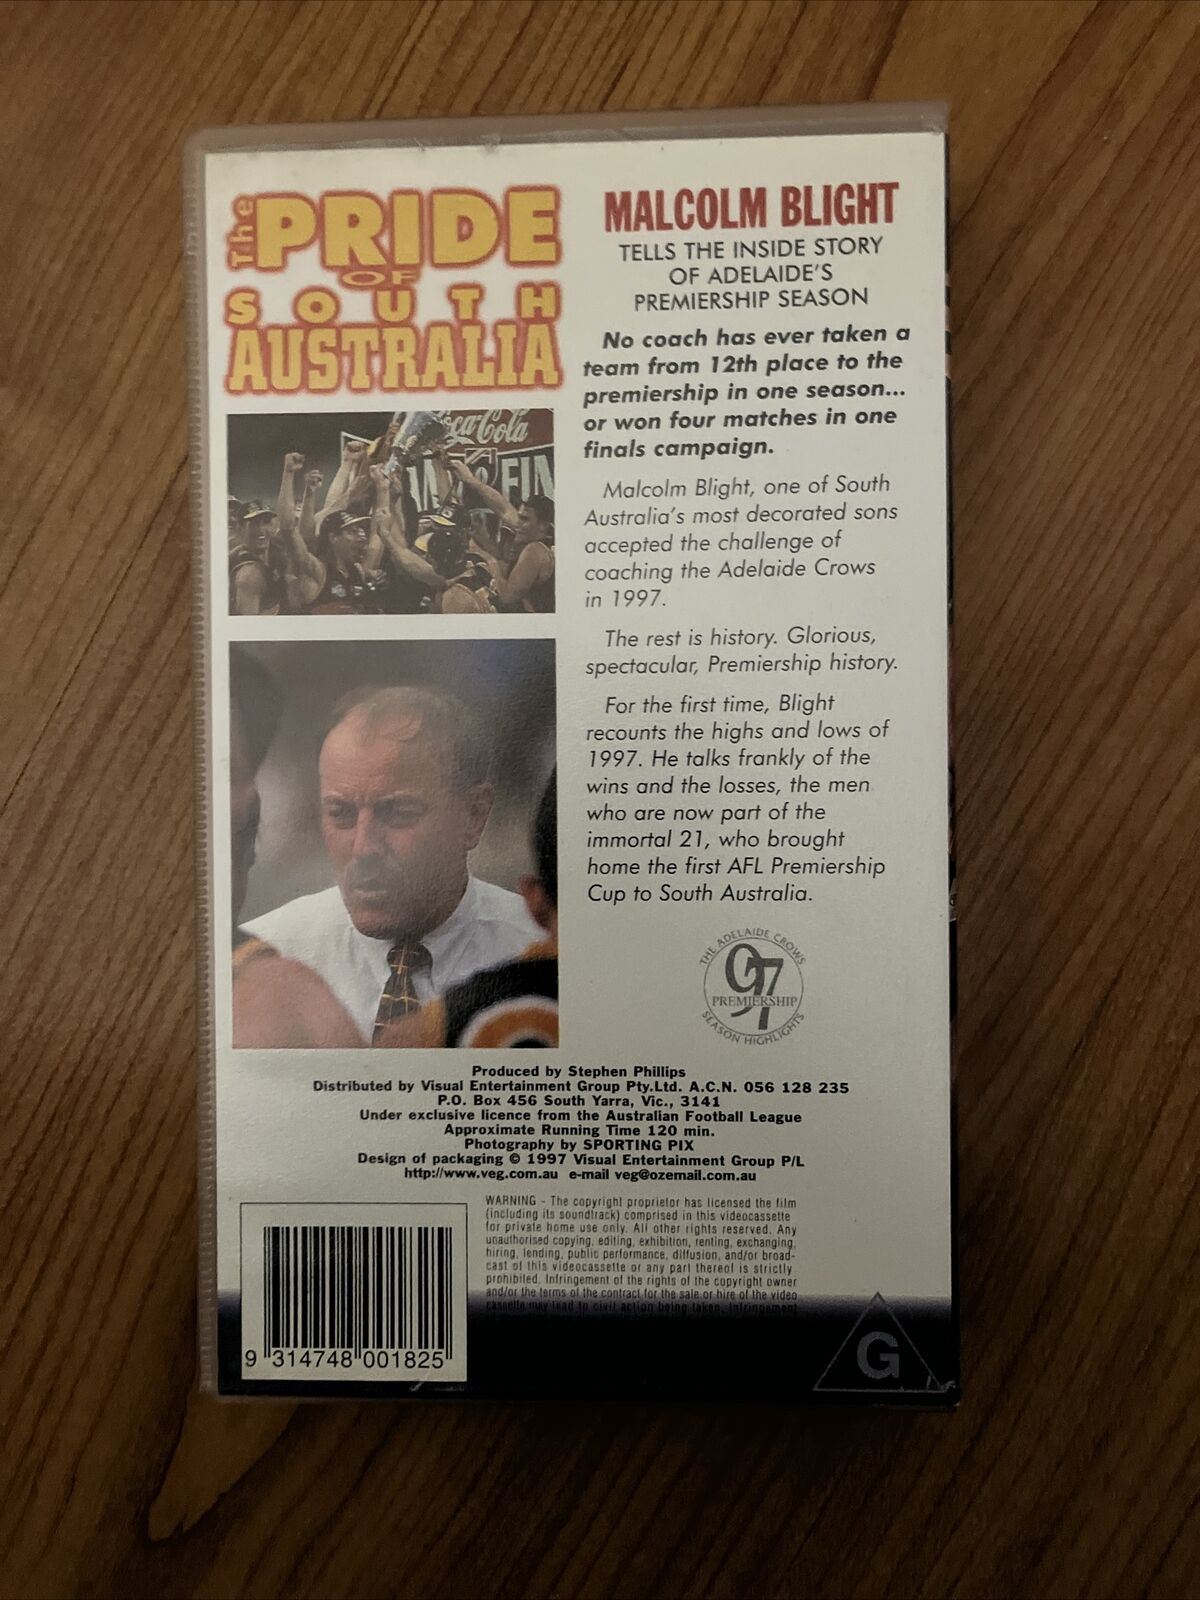 The PRIDE
OF
SOUTH
AUSTRALIA
Coca-Cola
FIN
MALCOLM BLIGHT
TELLS THE INSIDE STORY
OF ADELAIDE'S
PREMIERSHIP SEASON
No coach has ever taken a
team from 12th place to the
premiership in one season...
or won four matches in one
finals campaign.
Malcolm Blight, one of South
Australia's most decorated sons
accepted the challenge of
coaching the Adelaide Crows
in 1997.
The rest is history. Glorious,
spectacular, Premiership history.
For the first time, Blight
recounts the highs and lows of
1997. He talks frankly of the
wins and the losses, the men
who are now part of the
immortal 21, who brought
home the first AFL Premiership
Cup to South Australia.
THE ADELAIDE CROWS
97
PREMIERSHIP
SEASON HIGHLIGHTS
Produced by Stephen Phillips
Distributed by Visual Entertainment Group Pty.Ltd. A.C.N. 056 128 235
P.O. Box 456 South Yarra, Vic., 3141
Under exclusive licence from the Australian Football League
Approximate Running Time 120 min.
Photography by SPORTING PIX
Design of packaging © 1997 Visual Entertainment Group P/L
http://www.veg.com.au e-mail veg@ozemail.com.au
WARNING - The copyright proprietor has licensed the film
(including its soundtrack) comprised in this videocassette
for private home use only. All other rights reserved. Any
unauthorised copying, editing, exhibition, renting, exchanging,
hiring, lending, public performance, diffusion, and/or broad-
cast of this videocassette or any part thereof is strictly
prohibited. Infringement of the rights of the copyright owner
and/or the terms of the contract for the sale or hire of the video
cassette may lead to civil action being taken. Infringement
9 314748 001825
G